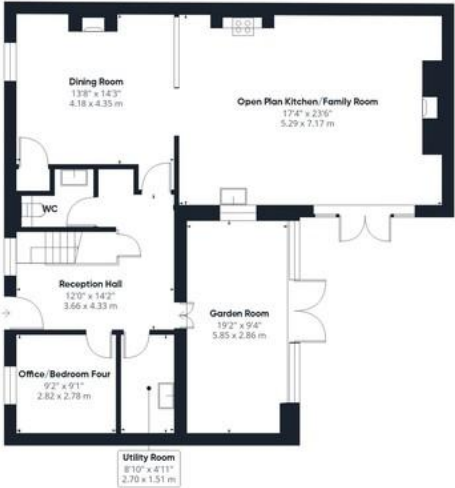 Dining Room
13'8" x 14'3"
4.18 x 4.35 m
Open Plan Kitchen/Family Room
17'4" x 23'6"
5.29 x 7.17 m
WC
Reception Hall
12'0" x 14'2"
3.66 x 4.33 m
Garden Room
19'2" x 9'4"
5.85 x 2.86 m
Office/Bedroom Four
9'2" x 9'1"
2.82 x 2.78 m
Utility Room
8'10" x 4'11"
2.70 x 1.51 m